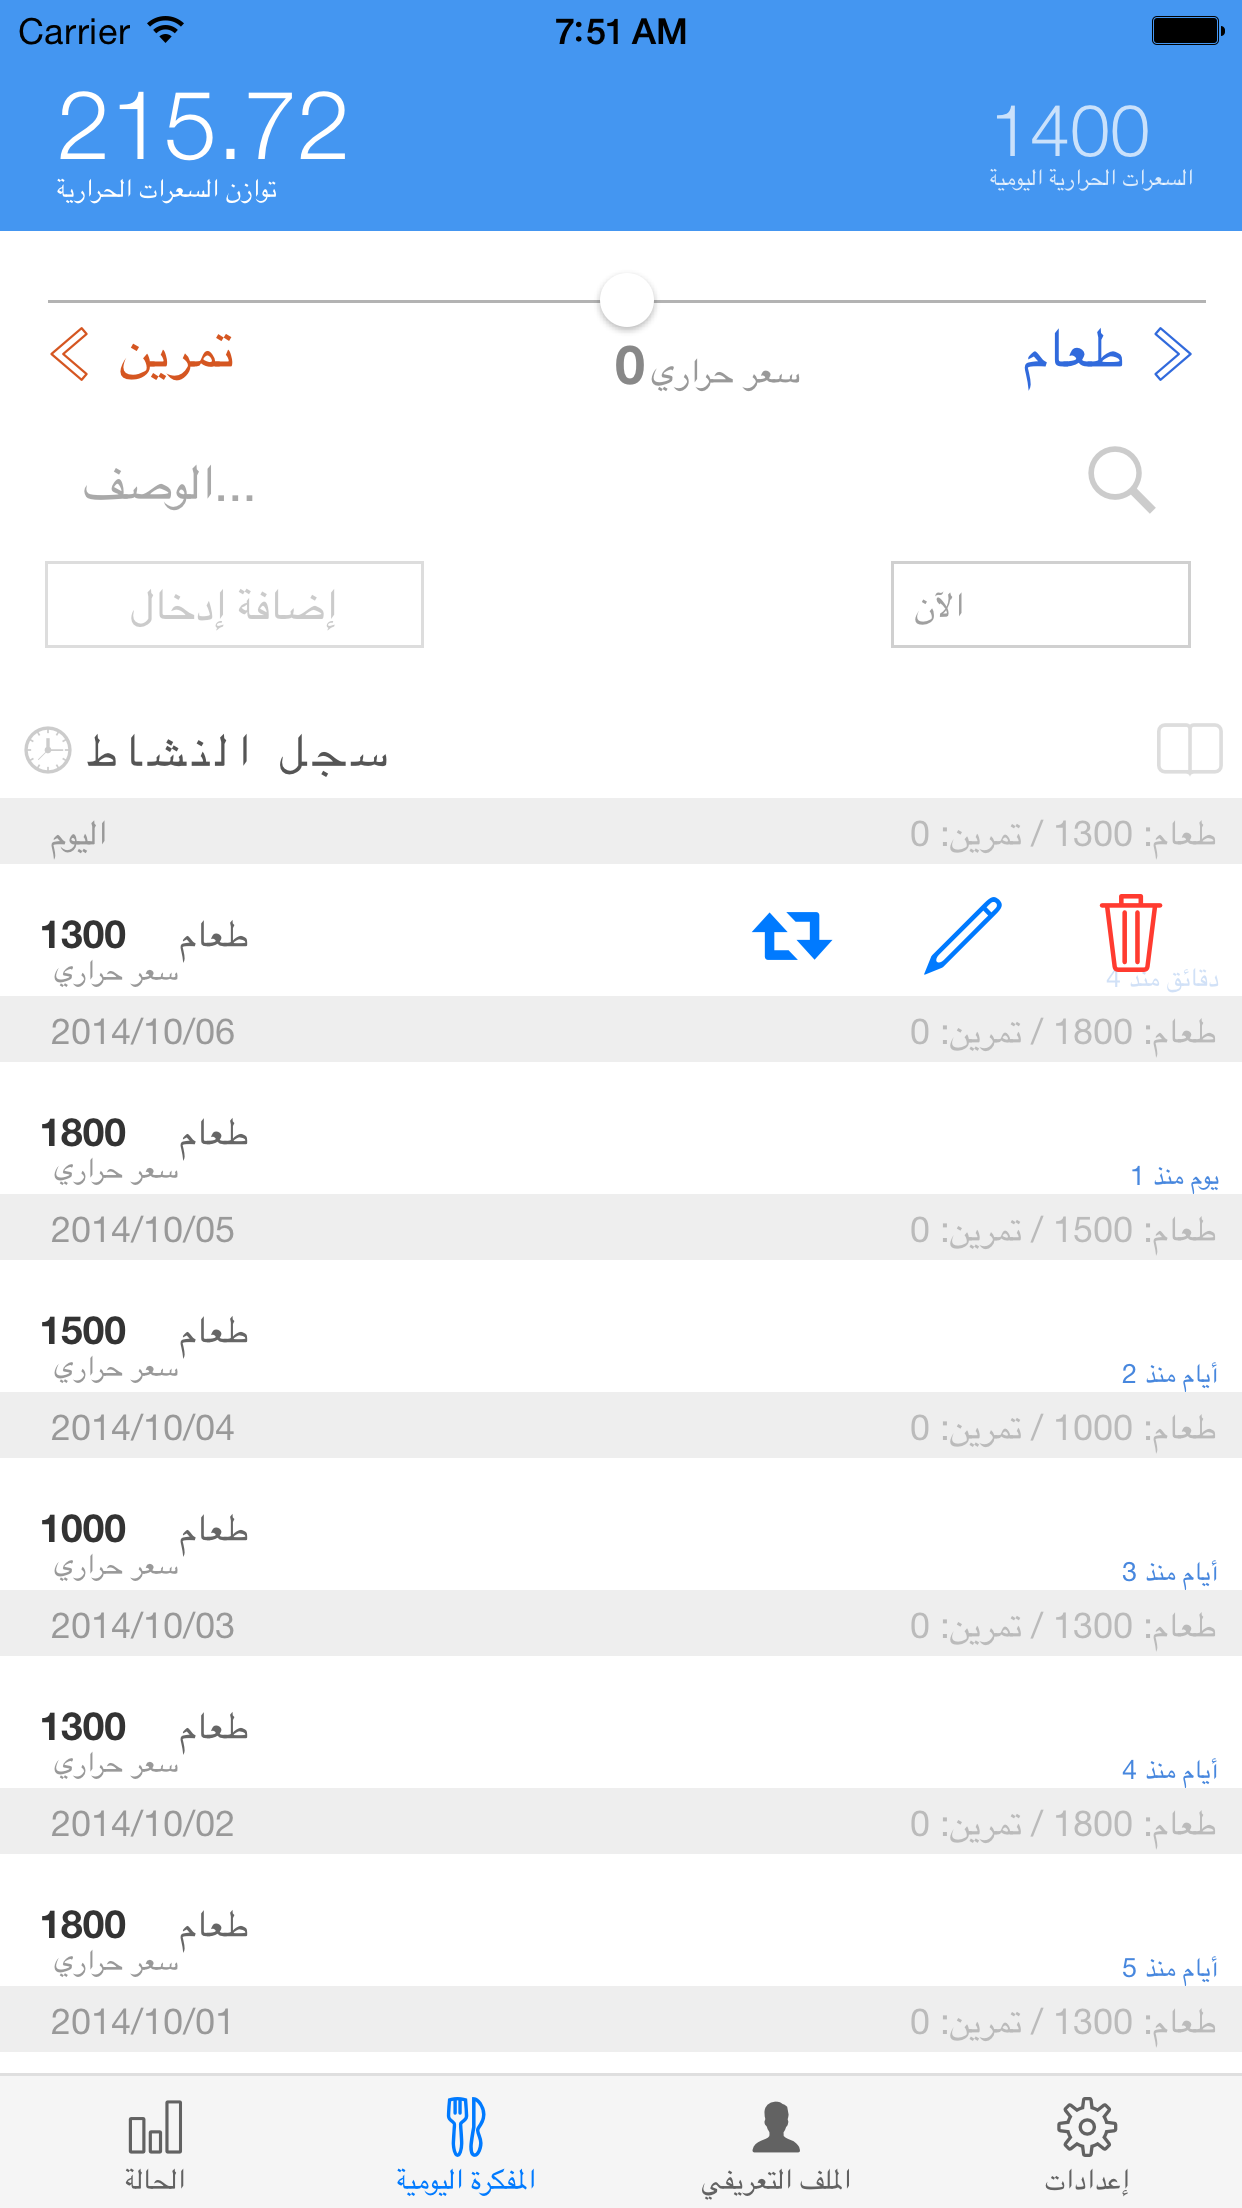 Carrier 7:51 AM
215.72 1400
توازن السعرات الحرارية السعرات الحرارية اليومية
تمرين 0 سعر حراري طعام
الوصف...
إضافة إدخال الآن
سجل النشاط
اليوم طعام: 1300 / تمرين: 0
1300 طعام
سعر حراري دقائق منذ 4
2014/10/06 طعام: 1800 / تمرين: 0
1800 طعام
سعر حراري يوم منذ 1
2014/10/05 طعام: 1500 / تمرين: 0
1500 طعام
سعر حراري أيام منذ 2
2014/10/04 طعام: 1000 / تمرين: 0
1000 طعام
سعر حراري أيام منذ 3
2014/10/03 طعام: 1300 / تمرين: 0
1300 طعام
سعر حراري أيام منذ 4
2014/10/02 طعام: 1800 / تمرين: 0
1800 طعام
سعر حراري أيام منذ 5
2014/10/01 طعام: 1300 / تمرين: 0
الحالة المفكرة اليومية الملف التعريفي إعدادات